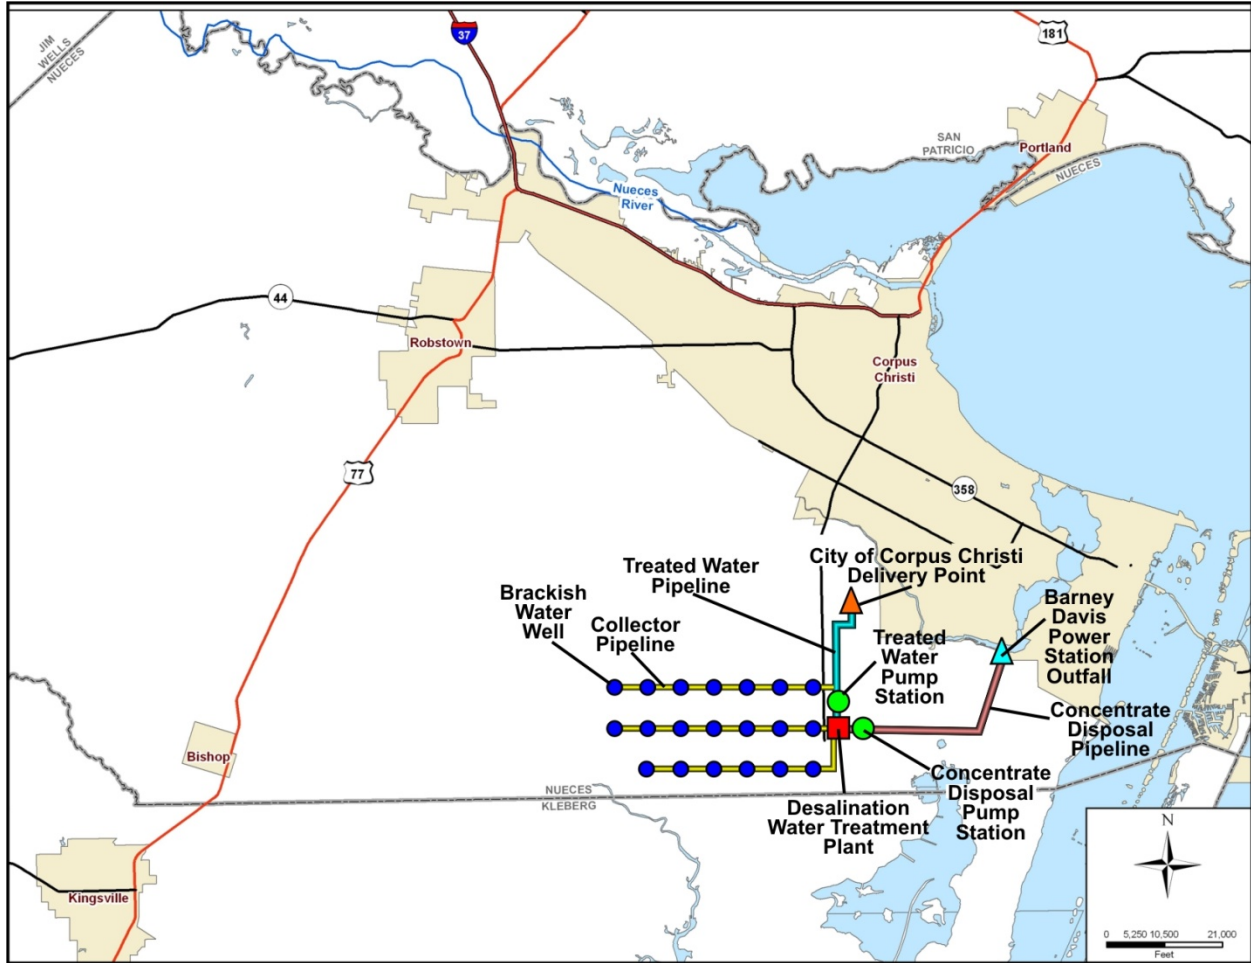 JIM
WELLS
NUECES
37
181
SAN
PATRICIO
Portland
NUECES
Nueces
River
44
Robstown
Corpus
Christi
77
358
City of Corpus Christi
Delivery Point
Treated Water
Pipeline
Brackish
Water
Well
Collector
Pipeline
Treated
Water
Pump
Station
Barney
Davis
Power
Station
Outfall
Concentrate
Disposal
Pipeline
Bishop
NUECES
KLEBERG
Concentrate
Disposal
Pump
Station
Desalination
Water Treatment
Plant
Kingsville
N
0 5,250 10,500 21,000
Feet